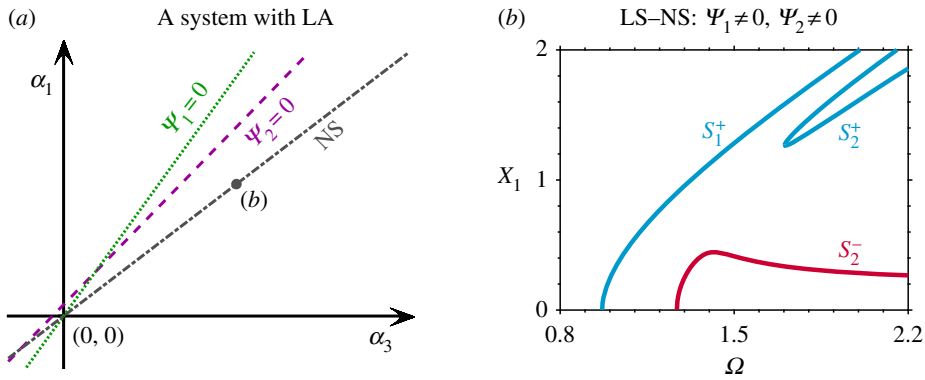 (a) A system with LA
α₁
Ψ₁=0
Ψ₂=0
NS
(b)
(0, 0)
α₃
(b) LS–NS: Ψ₁≠0, Ψ₂≠0
2
1
0
X₁
S₁⁺
S₂⁺
S₂⁻
0.8 1.5 2.2
Ω